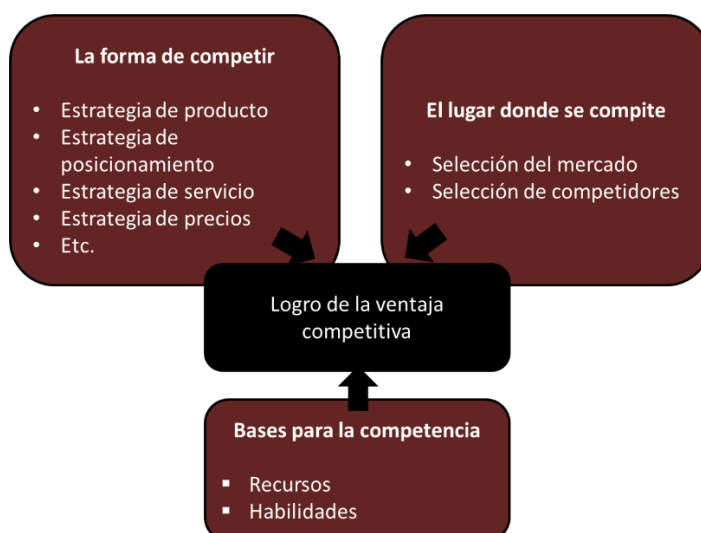 La forma de competir
• Estrategia de producto
• Estrategia de
posicionamiento
• Estrategia de servicio
• Estrategia de precios
• Etc.
El lugar donde se compite
• Selección del mercado
• Selección de competidores
Logro de la ventaja
competitiva
Bases para la competencia
▪ Recursos
▪ Habilidades